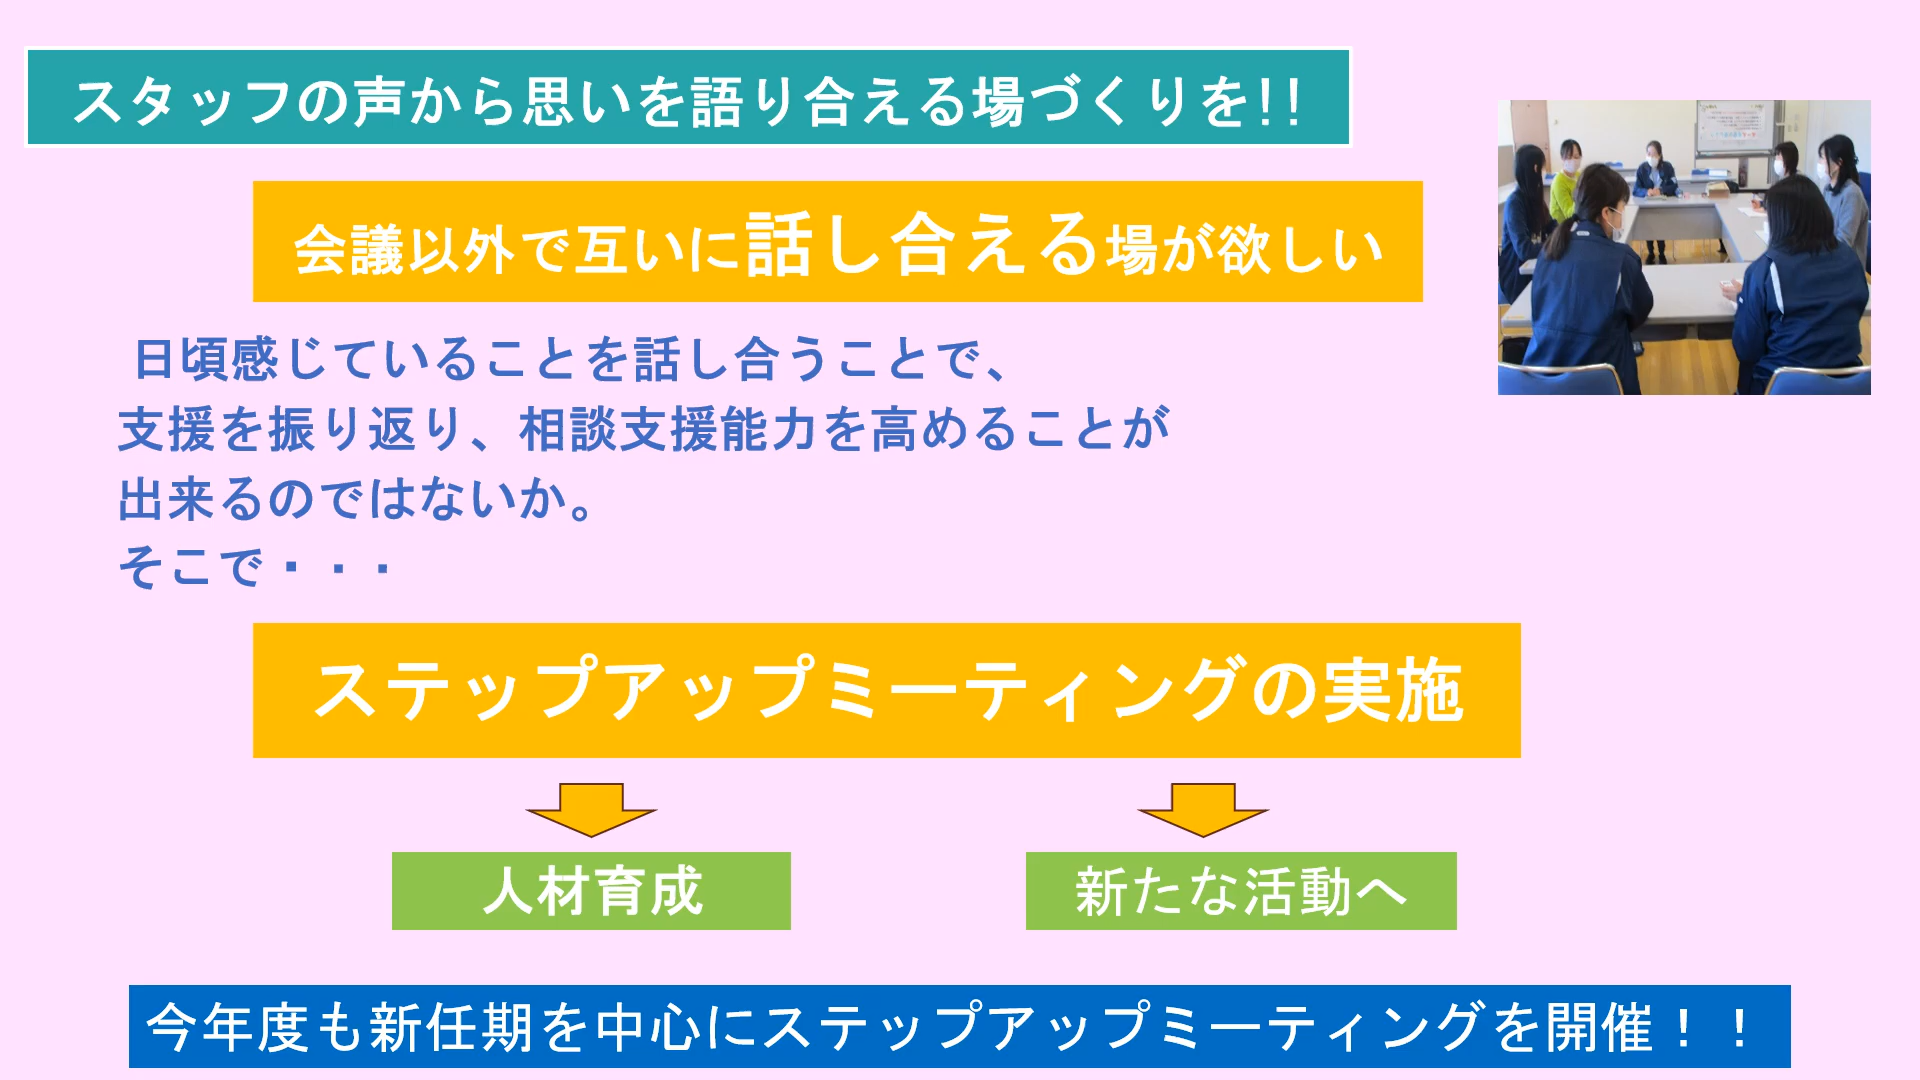 スタッフの声から思いを語り合える場づくりを!!
会議以外で互いに話し合える場が欲しい
日頃感じていることを話し合うことで、
支援を振り返り、相談支援能力を高めることが
出来るのではないか。
そこで・・・
ステップアップミーティングの実施
人材育成
新たな活動へ
今年度も新任期を中心にステップアップミーティングを開催！！